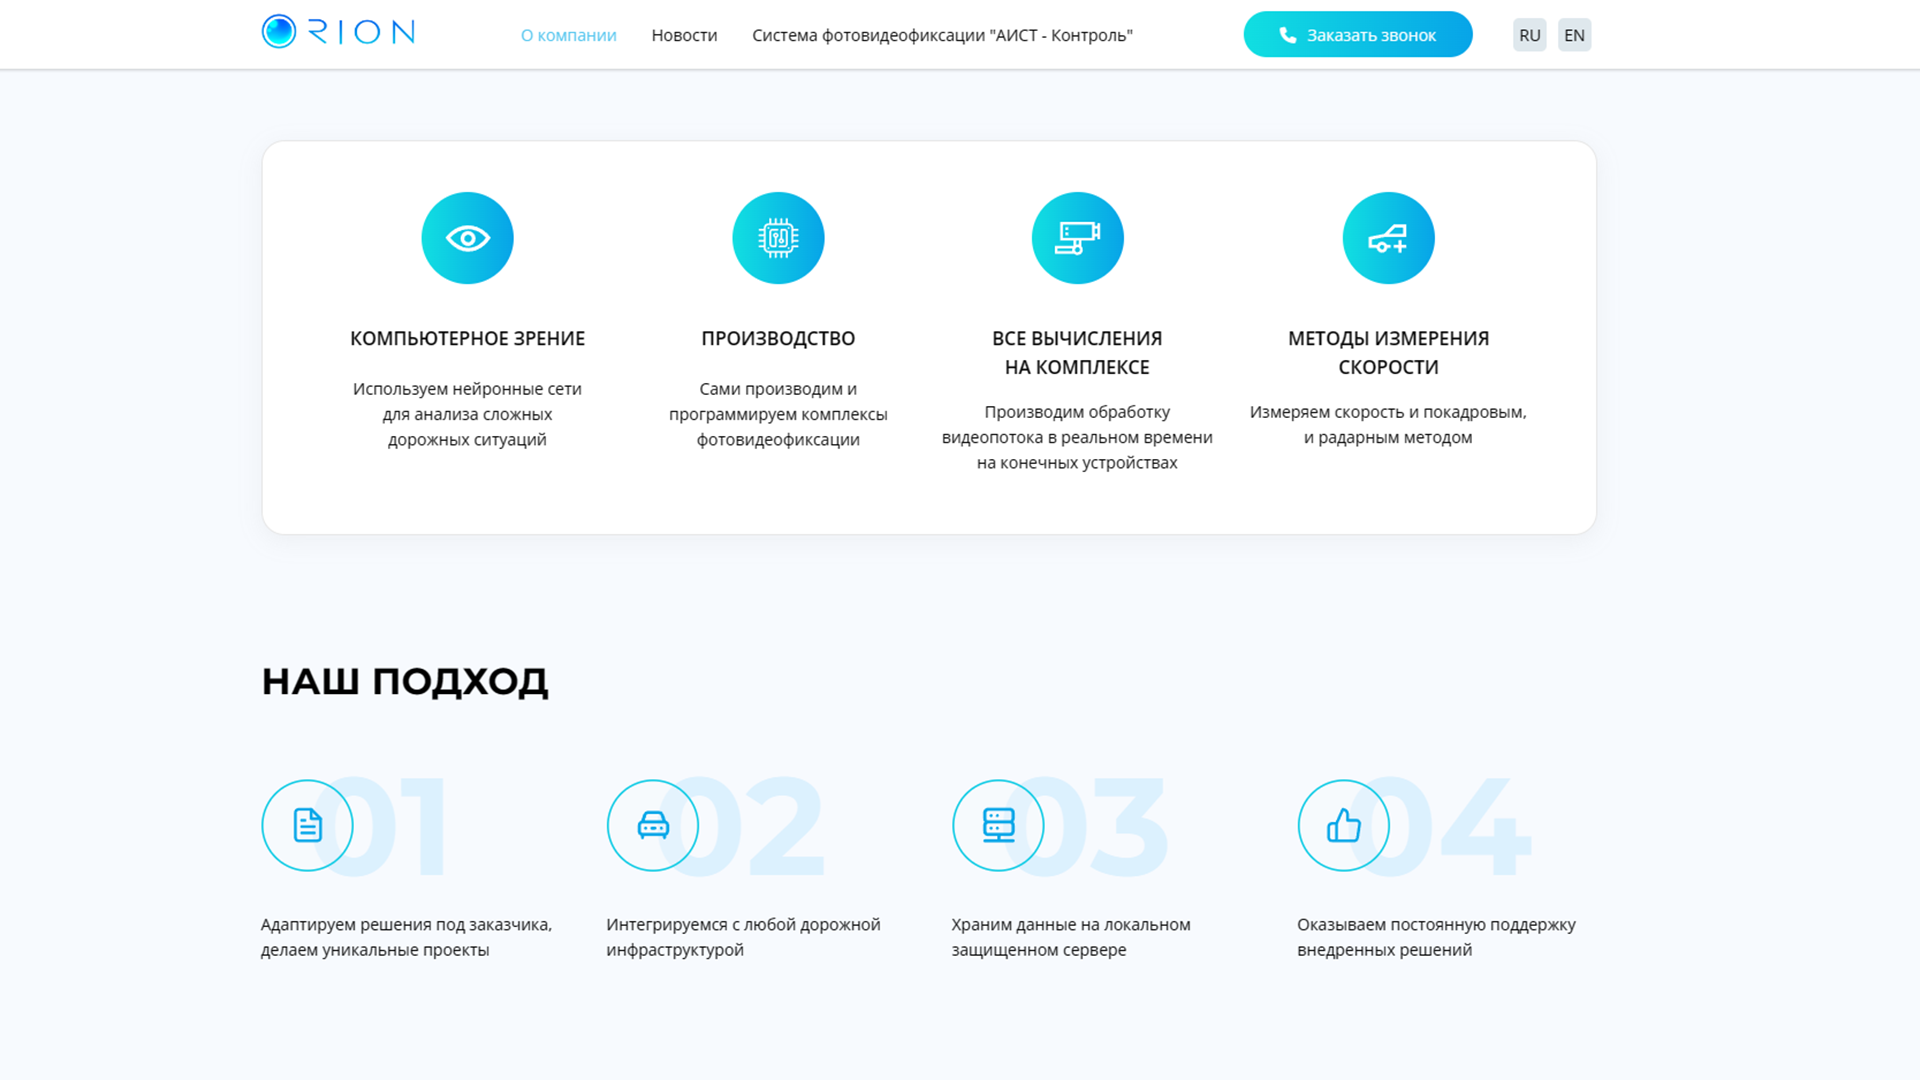 ORION
О компании
Новости
Система фотовидеофиксации "АИСТ - Контроль"
Заказать звонок
RU
EN
КОМПЬЮТЕРНОЕ ЗРЕНИЕ
Используем нейронные сети
для анализа сложных
дорожных ситуаций
ПРОИЗВОДСТВО
Сами производим и
программируем комплексы
фотовидеофиксации
ВСЕ ВЫЧИСЛЕНИЯ
НА КОМПЛЕКСЕ
Производим обработку
видеопотока в реальном времени
на конечных устройствах
МЕТОДЫ ИЗМЕРЕНИЯ
СКОРОСТИ
Измеряем скорость и покадровым,
и радарным методом
НАШ ПОДХОД
01
Адаптируем решения под заказчика,
делаем уникальные проекты
02
Интегрируемся с любой дорожной
инфраструктурой
03
Храним данные на локальном
защищенном сервере
04
Оказываем постоянную поддержку
внедренных решений